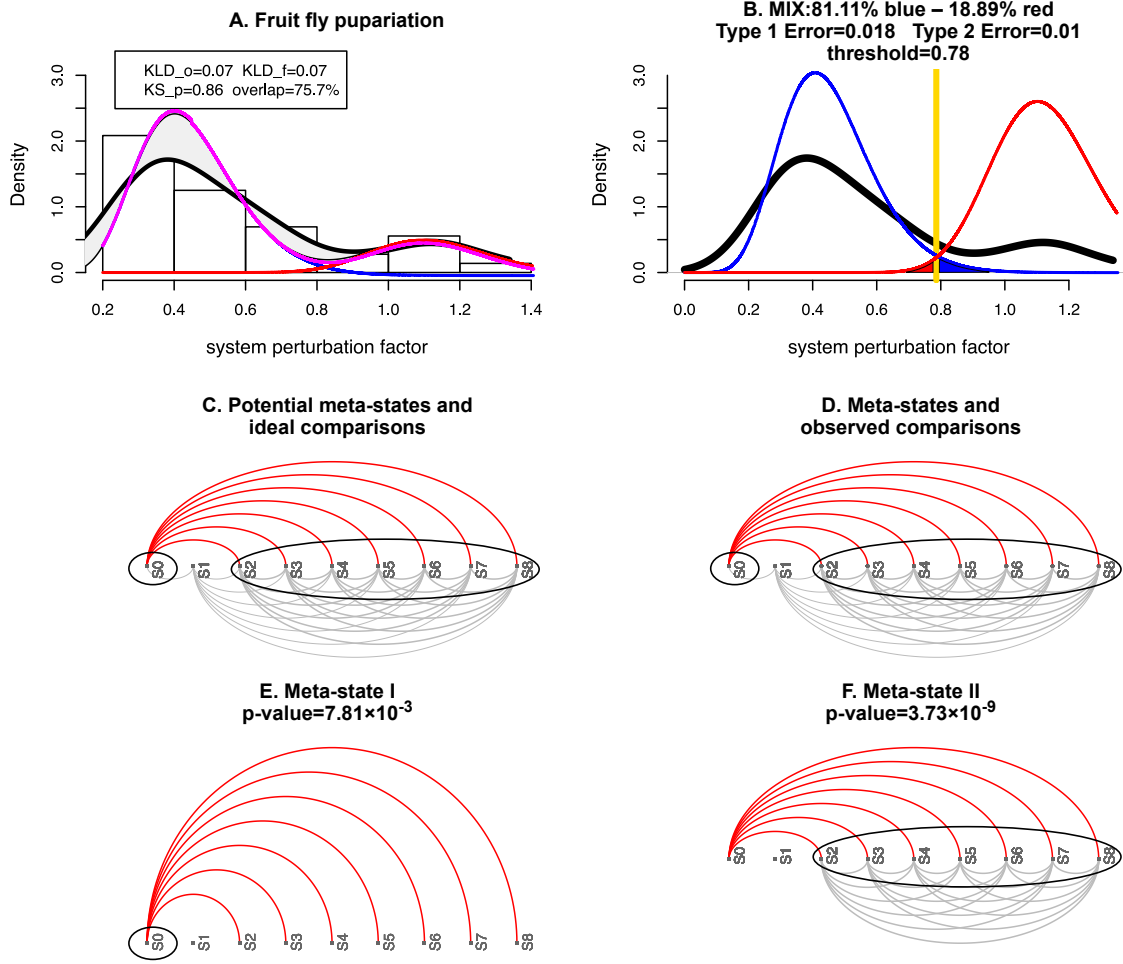 A. Fruit fly pupariation
KLD_o=0.07 KLD_f=0.07
KS_p=0.86 overlap=75.7%
Density
3.0
2.0
1.0
0.0
0.2 0.4 0.6 0.8 1.0 1.2 1.4
system perturbation factor
B. MIX:81.11% blue – 18.89% red
Type 1 Error=0.018 Type 2 Error=0.01
threshold=0.78
Density
3.0
2.0
1.0
0.0
0.0 0.2 0.4 0.6 0.8 1.0 1.2
system perturbation factor
C. Potential meta-states and
ideal comparisons
S0 S1 S2 S3 S4 S5 S6 S7 S8
D. Meta-states and
observed comparisons
S0 S1 S2 S3 S4 S5 S6 S7 S8
E. Meta-state I
p-value=7.81×10-3
S0 S1 S2 S3 S4 S5 S6 S7 S8
F. Meta-state II
p-value=3.73×10-9
S0 S1 S2 S3 S4 S5 S6 S7 S8